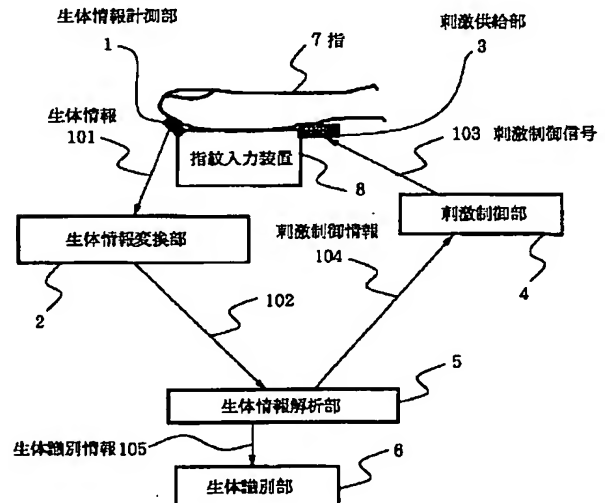 生体情報計測部
1
7 指
刺激供給部
3
生体情報
101
103 刺激制御信号
指紋入力装置
8
生体情報変換部
2
刺激制御情報
104
刺激制御部
4
102
5
生体情報解析部
生体識別情報 105
6
生体識別部